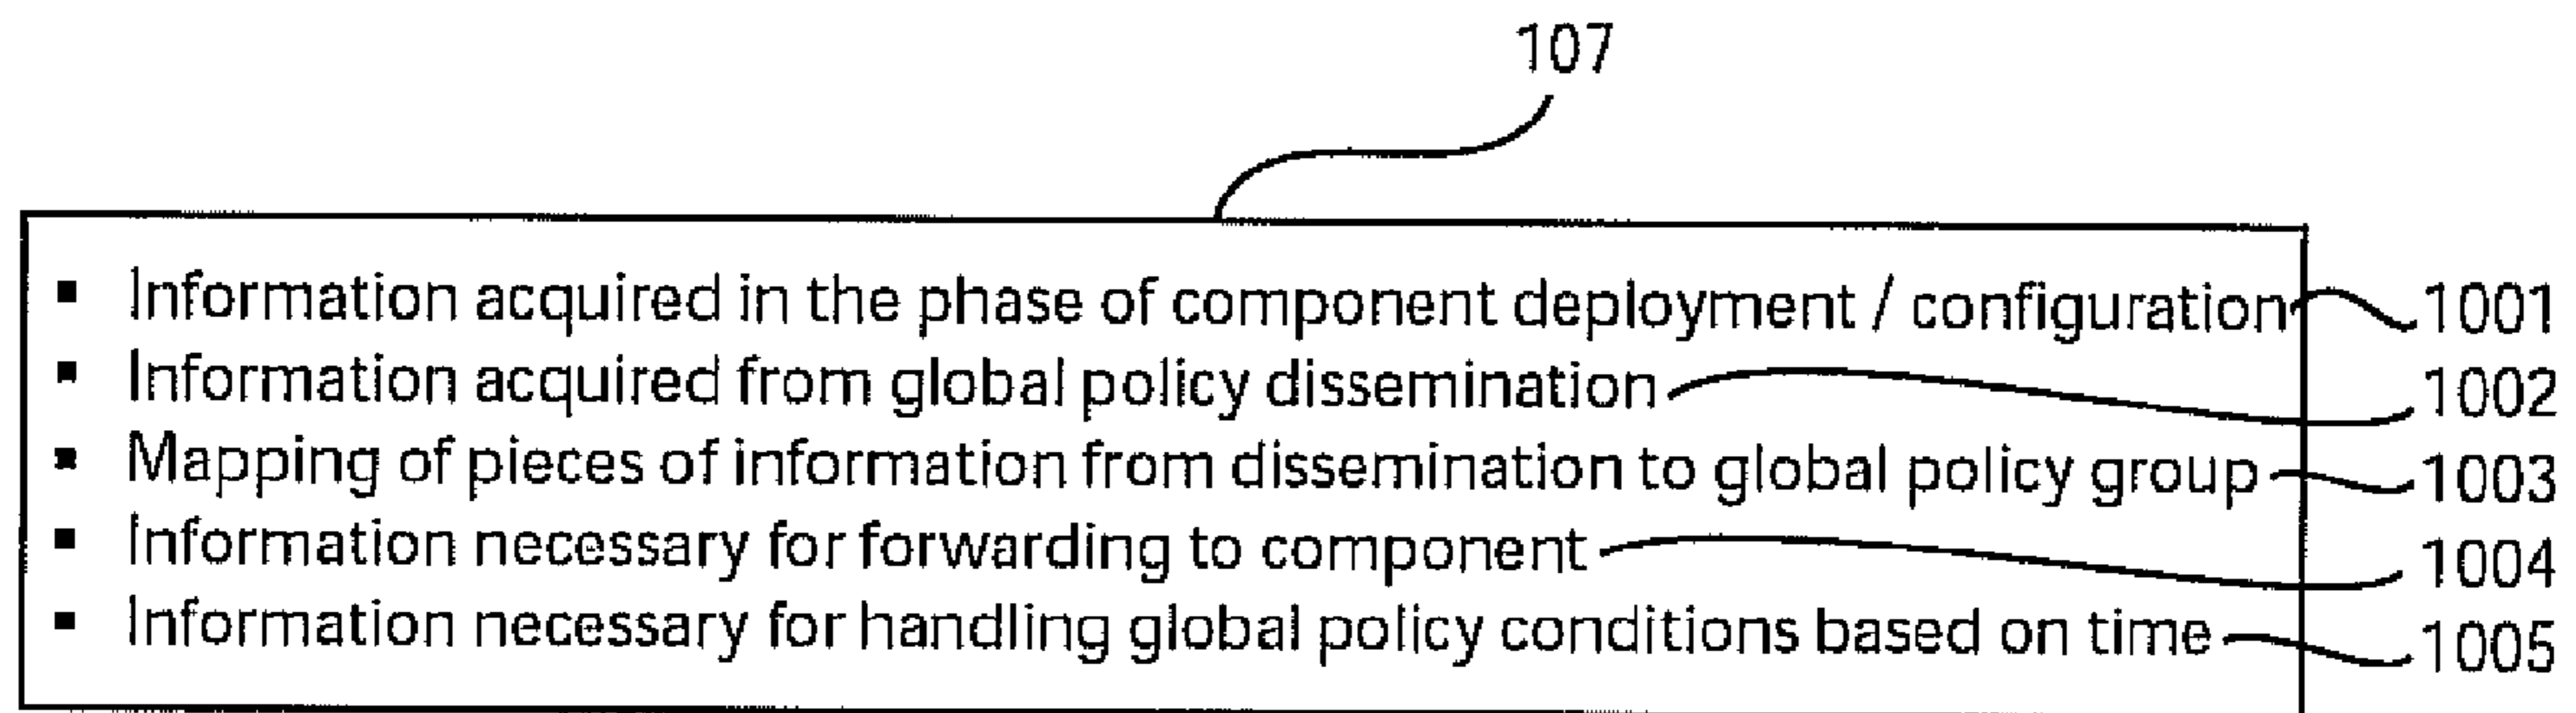 107
▪ Information acquired in the phase of component deployment / configuration 1001
▪ Information acquired from global policy dissemination 1002
▪ Mapping of pieces of information from dissemination to global policy group 1003
▪ Information necessary for forwarding to component 1004
▪ Information necessary for handling global policy conditions based on time 1005